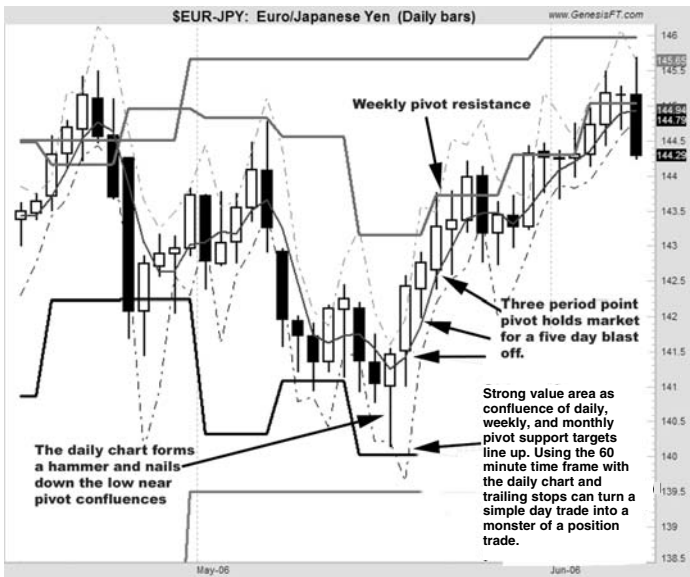 $EUR-JPY: Euro/Japanese Yen (Daily bars)
www.GenesisFT.com
146
145.65
145.5
144.94
144.79
144.5
144.29
144
143.5
143
142.5
142
141.5
141
140.5
140
139.5
139
138.5
Weekly pivot resistance
Three period point
pivot holds market
for a five day blast
off.
Strong value area as
confluence of daily,
weekly, and monthly
pivot support targets
line up. Using the 60
minute time frame with
the daily chart and
trailing stops can turn a
simple day trade into a
monster of a position
trade.
The daily chart forms
a hammer and nails
down the low near
pivot confluences
May-06
Jun-06